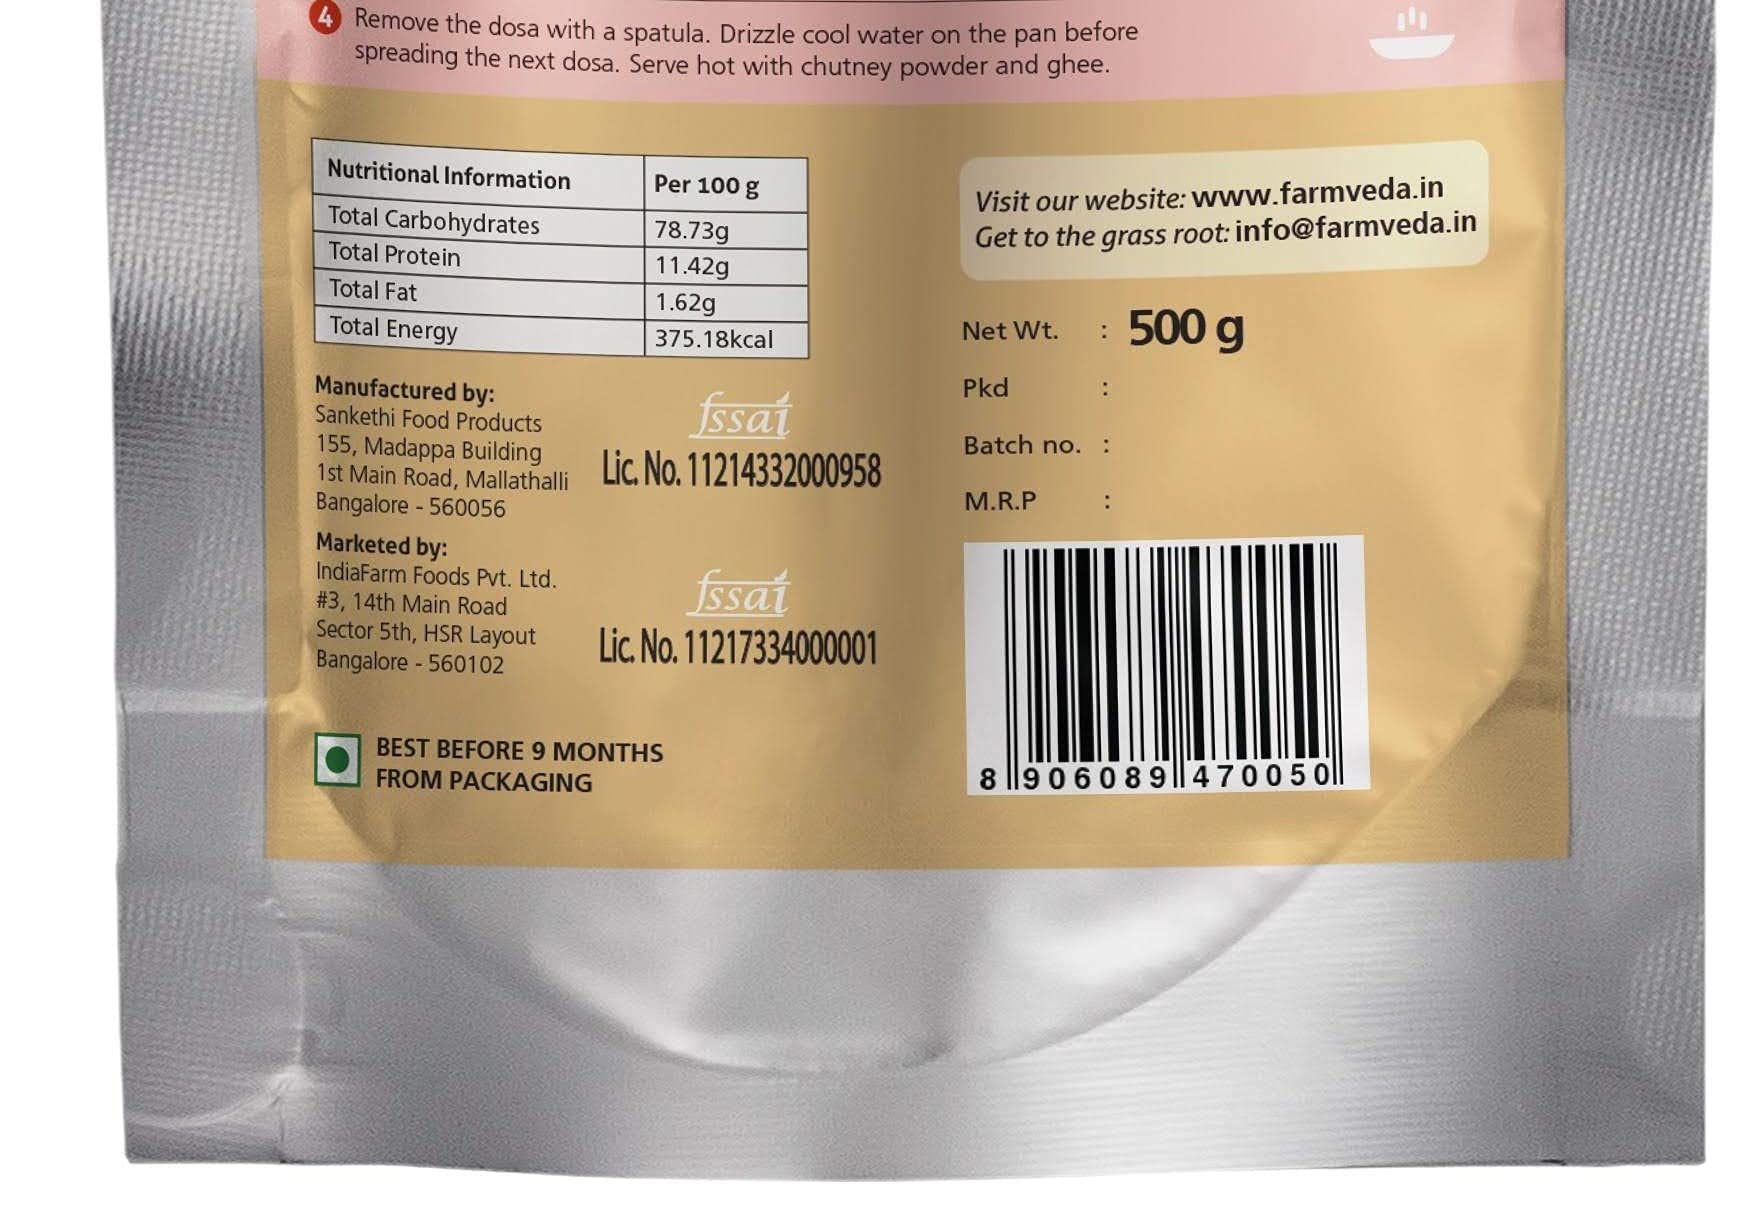 4 Remove the dosa with a spatula. Drizzle cool water on the pan before
spreading the next dosa. Serve hot with chutney powder and ghee.
Nutritional Information Per 100 g
Total Carbohydrates 78.73g
Total Protein 11.42g
Total Fat 1.62g
Total Energy 375.18kcal
Manufactured by:
Sankethi Food Products
155, Madappa Building
1st Main Road, Mallathalli
Bangalore - 560056
fssai
Lic. No. 11214332000958
Marketed by:
IndiaFarm Foods Pvt. Ltd.
#3, 14th Main Road
Sector 5th, HSR Layout
Bangalore - 560102
fssai
Lic. No. 11217334000001
BEST BEFORE 9 MONTHS
FROM PACKAGING
Visit our website: www.farmveda.in
Get to the grass root: info@farmveda.in
Net Wt. : 500 g
Pkd :
Batch no. :
M.R.P :
8 906089 470050